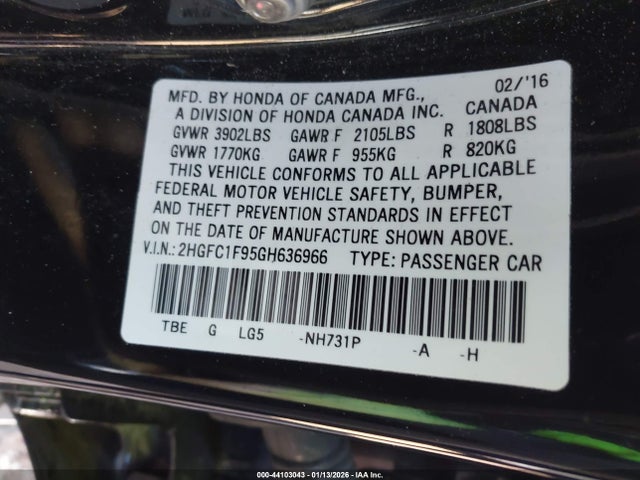 MFD. BY HONDA OF CANADA MFG., 02/'16
A DIVISION OF HONDA CANADA INC. CANADA
GVWR 3902LBS GAWR F 2105LBS R 1808LBS
GVWR 1770KG GAWR F 955KG R 820KG
THIS VEHICLE CONFORMS TO ALL APPLICABLE
FEDERAL MOTOR VEHICLE SAFETY, BUMPER,
AND THEFT PREVENTION STANDARDS IN EFFECT
ON THE DATE OF MANUFACTURE SHOWN ABOVE.
V.I.N.:2HGFC1F95GH636966 TYPE: PASSENGER CAR
TBE G LG5 -NH731P -A -H
000-44103043 - 01/13/2026 - IAA Inc.